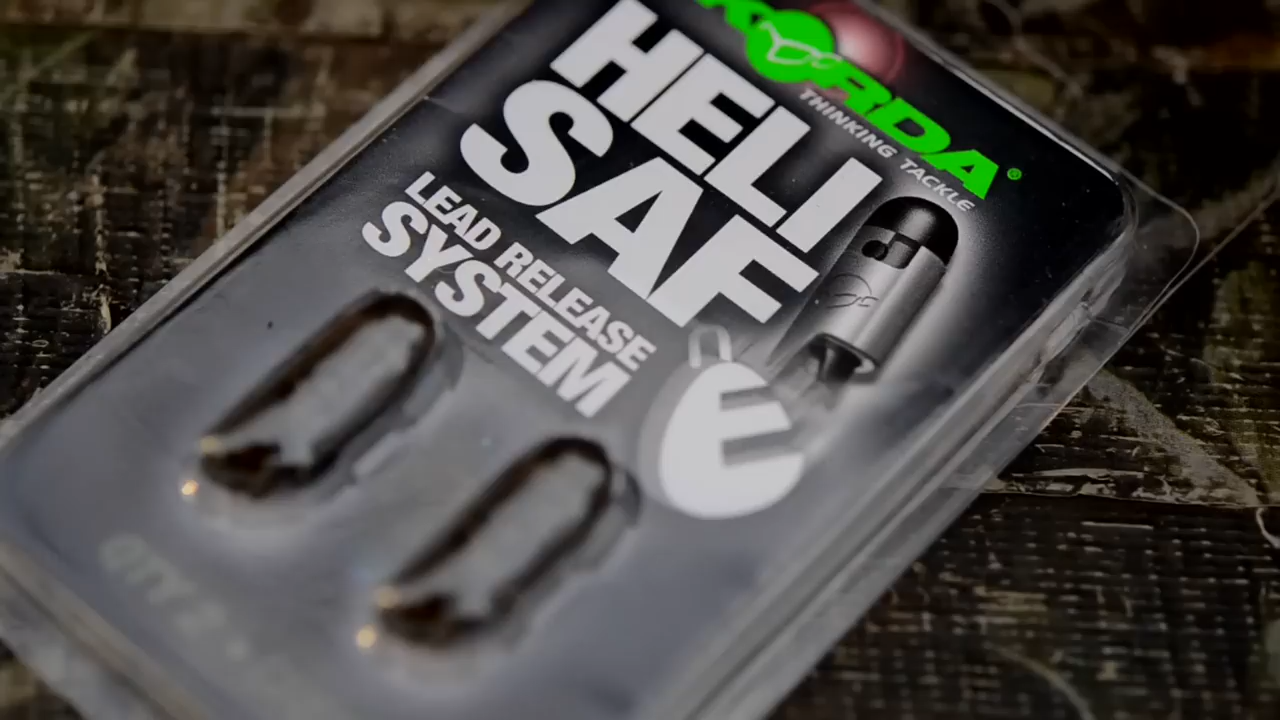 KORDA®
THINKING TACKLE
HELI
SAF
LEAD RELEASE
SYSTEM
E